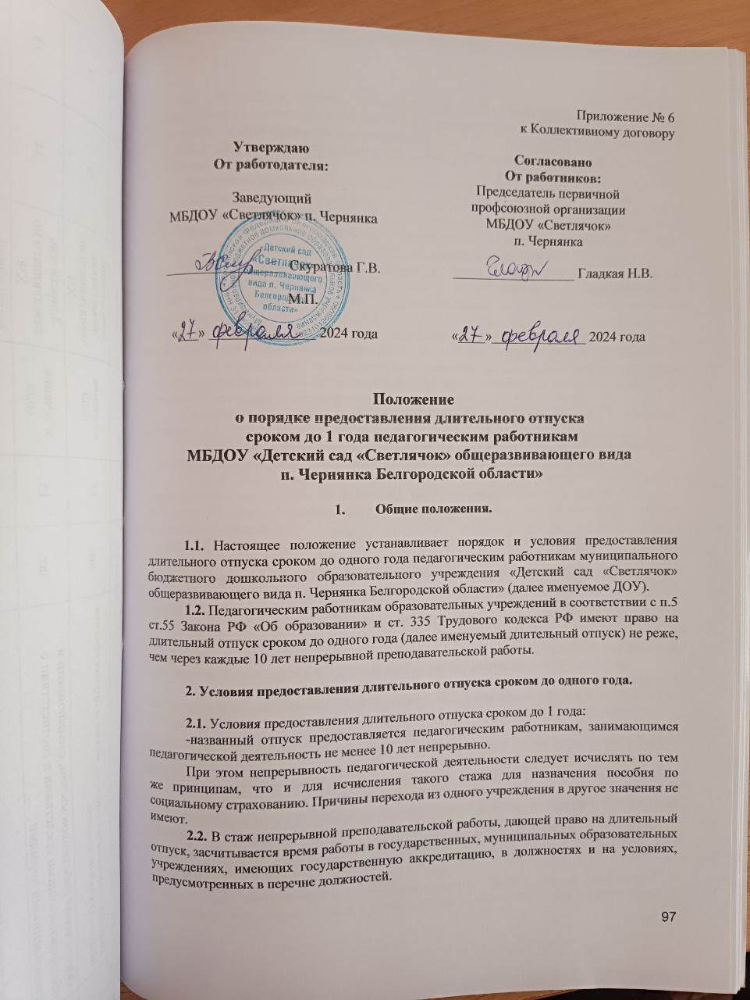 Приложение № 6
к Коллективному договору
Утверждаю
От работодателя:
Заведующий
МБДОУ «Светлячок» п. Чернянка
Скуратова Г.В.
М.П.
«27» февраля 2024 года
Согласовано
От работников:
Председатель первичной
профсоюзной организации
МБДОУ «Светлячок»
п. Чернянка
Гладкая Н.В.
«27» февраля 2024 года
«Детский сад
«Светлячок»
общеразвивающего
вида п. Чернянка
Белгородской
области»
Положение
о порядке предоставления длительного отпуска
сроком до 1 года педагогическим работникам
МБДОУ «Детский сад «Светлячок» общеразвивающего вида
п. Чернянка Белгородской области»
1. Общие положения.
1.1. Настоящее положение устанавливает порядок и условия предоставления
длительного отпуска сроком до одного года педагогическим работникам муниципального
бюджетного дошкольного образовательного учреждения «Детский сад «Светлячок»
общеразвивающего вида п. Чернянка Белгородской области» (далее именуемое ДОУ).
1.2. Педагогическим работникам образовательных учреждений в соответствии с п.5
ст.55 Закона РФ «Об образовании» и ст. 335 Трудового кодекса РФ имеют право на
длительный отпуск сроком до одного года (далее именуемый длительный отпуск) не реже,
чем через каждые 10 лет непрерывной преподавательской работы.
2. Условия предоставления длительного отпуска сроком до одного года.
2.1. Условия предоставления длительного отпуска сроком до 1 года:
-названный отпуск предоставляется педагогическим работникам, занимающимся
педагогической деятельность не менее 10 лет непрерывно.
При этом непрерывность педагогической деятельности следует исчислять по тем
же принципам, что и для исчисления такого стажа для назначения пособия по
социальному страхованию. Причины перехода из одного учреждения в другое значения не
имеют.
2.2. В стаж непрерывной преподавательской работы, дающей право на длительный
отпуск, засчитывается время работы в государственных, муниципальных образовательных
учреждениях, имеющих государственную аккредитацию, в должностях и на условиях,
предусмотренных в перечне должностей.
97